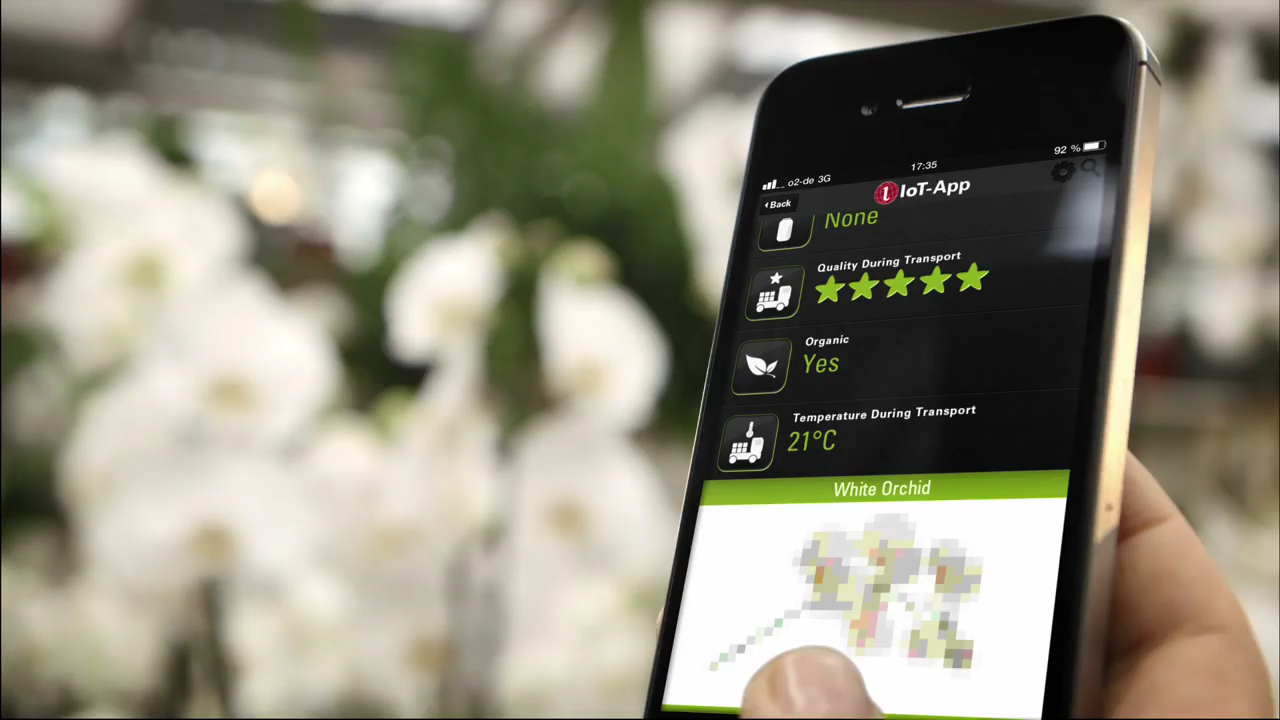 17:35
92 %
o2-de 3G
Back
IoT-App
None
Quality During Transport
Organic
Yes
Temperature During Transport
21°C
White Orchid